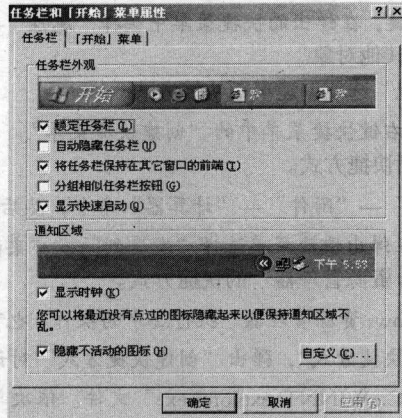 任务栏和「开始」菜单属性
任务栏 「开始」菜单
任务栏外观
开始
锁定任务栏(L)
自动隐藏任务栏(U)
将任务栏保持在其它窗口的前端(T)
分组相似任务栏按钮(G)
显示快速启动(Q)
通知区域
下午 5:53
显示时钟(K)
您可以将最近没有点过的图标隐藏起来以便保持通知区域不
乱。
隐藏不活动的图标(H) 自定义(C)...
确定 取消 应用(A)